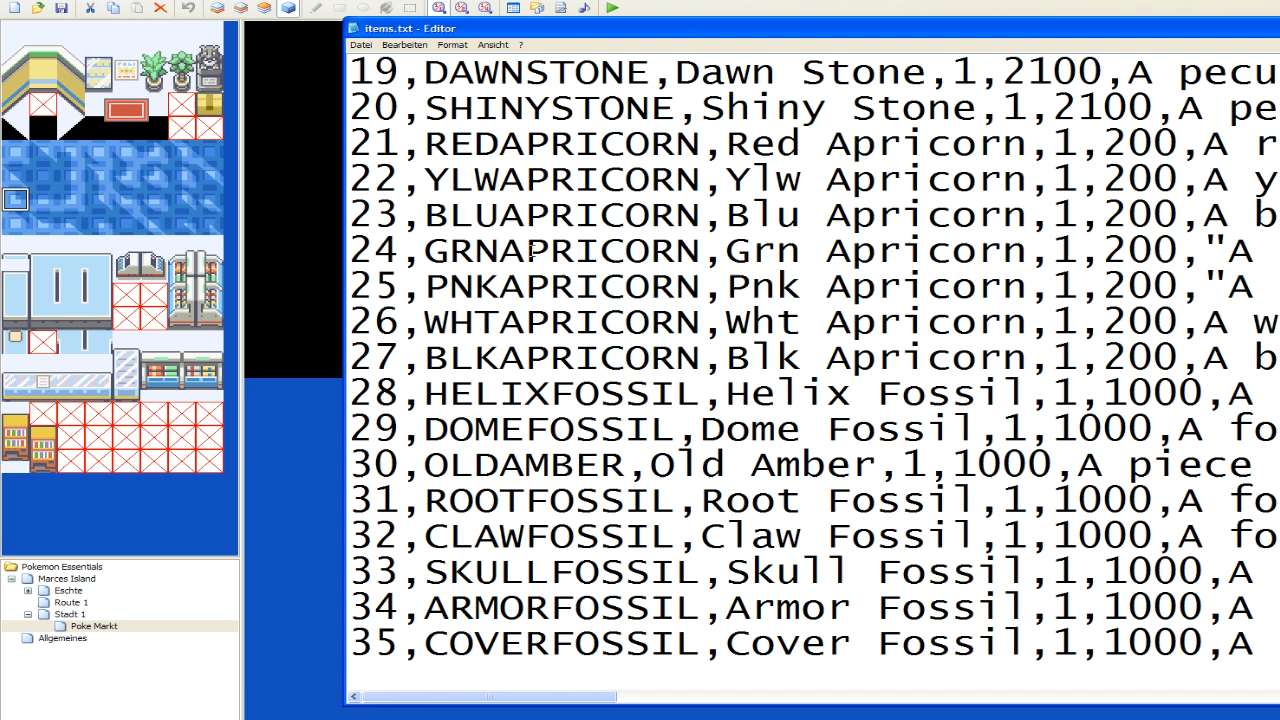 items.txt - Editor
Datei Bearbeiten Format Ansicht ?
19,DAWNSTONE,Dawn Stone,1,2100,A pecu
20,SHINYSTONE,Shiny Stone,1,2100,A pe
21,REDAPRICORN,Red Apricorn,1,200,A r
22,YLWAPRICORN,Ylw Apricorn,1,200,A y
23,BLUAPRICORN,Blu Apricorn,1,200,A b
24,GRNAPRICORN,Grn Apricorn,1,200,"A
25,PNKAPRICORN,Pnk Apricorn,1,200,"A
26,WHTAPRICORN,Wht Apricorn,1,200,A w
27,BLKAPRICORN,Blk Apricorn,1,200,A b
28,HELIXFOSSIL,Helix Fossil,1,1000,A
29,DOMEFOSSIL,Dome Fossil,1,1000,A fo
30,OLDAMBER,Old Amber,1,1000,A piece
31,ROOTFOSSIL,Root Fossil,1,1000,A fo
32,CLAWFOSSIL,Claw Fossil,1,1000,A fo
33,SKULLFOSSIL,Skull Fossil,1,1000,A
34,ARMORFOSSIL,Armor Fossil,1,1000,A
35,COVERFOSSIL,Cover Fossil,1,1000,A
Pokemon Essentials
Marces Island
Eschte
Route 1
Stadt 1
Poke Markt
Allgemeines